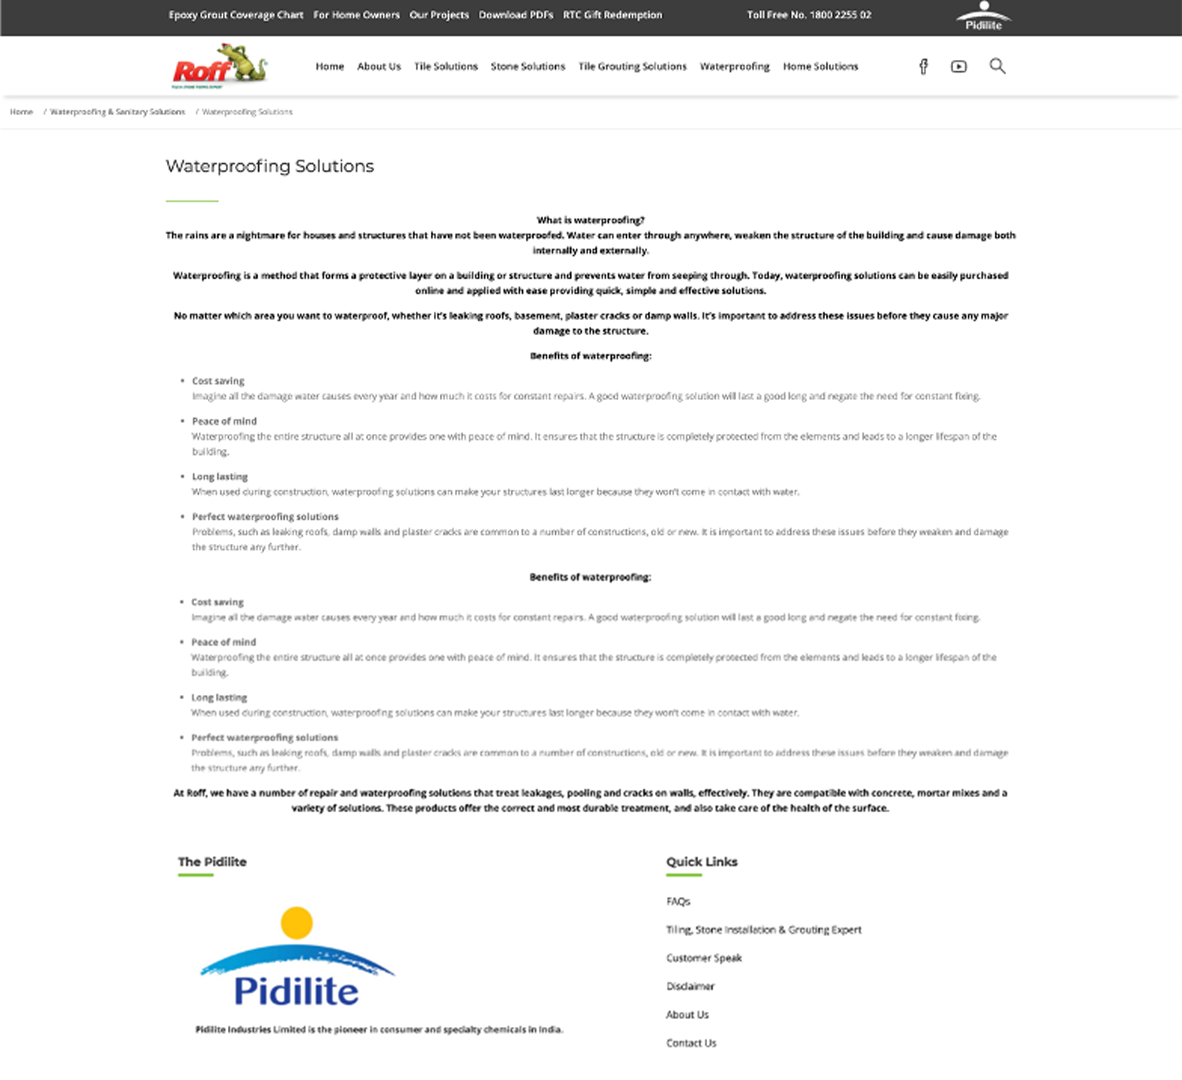 Epoxy Grout Coverage Chart For Home Owners Our Projects Download PDFs RTC Gift Redemption Toll Free No. 1800 2255 02
Pidilite
Roff
Home About Us Tile Solutions Stone Solutions Tile Grouting Solutions Waterproofing Home Solutions
Home / Waterproofing & Sanitary Solutions / Waterproofing Solutions
Waterproofing Solutions
What is waterproofing?
The rains are a nightmare for houses and structures that have not been waterproofed. Water can enter through anywhere, weaken the structure of the building and cause damage both
internally and externally.
Waterproofing is a method that forms a protective layer on a building or structure and prevents water from seeping through. Today, waterproofing solutions can be easily purchased
online and applied with ease providing quick, simple and effective solutions.
No matter which area you want to waterproof, whether it's leaking roofs, basement, plaster cracks or damp walls. It's important to address these issues before they cause any major
damage to the structure.
Benefits of waterproofing:
• Cost saving
Imagine all the damage water causes every year and how much it costs for constant repairs. A good waterproofing solution will last a good long and negate the need for constant fixing.
• Peace of mind
Waterproofing the entire structure all at once provides one with peace of mind. It ensures that the structure is completely protected from the elements and leads to a longer lifespan of the
building.
• Long lasting
When used during construction, waterproofing solutions can make your structures last longer because they won't come in contact with water.
• Perfect waterproofing solutions
Problems, such as leaking roofs, damp walls and plaster cracks are common to a number of constructions, old or new. It is important to address these issues before they weaken and damage
the structure any further.
Benefits of waterproofing:
• Cost saving
Imagine all the damage water causes every year and how much it costs for constant repairs. A good waterproofing solution will last a good long and negate the need for constant fixing.
• Peace of mind
Waterproofing the entire structure all at once provides one with peace of mind. It ensures that the structure is completely protected from the elements and leads to a longer lifespan of the
building.
• Long lasting
When used during construction, waterproofing solutions can make your structures last longer because they won't come in contact with water.
• Perfect waterproofing solutions
Problems, such as leaking roofs, damp walls and plaster cracks are common to a number of constructions, old or new. It is important to address these issues before they weaken and damage
the structure any further.
At Roff, we have a number of repair and waterproofing solutions that treat leakages, pooling and cracks on walls, effectively. They are compatible with concrete, mortar mixes and a
variety of solutions. These products offer the correct and most durable treatment, and also take care of the health of the surface.
The Pidilite
Pidilite
Pidilite Industries Limited is the pioneer in consumer and specialty chemicals in India.
Quick Links
FAQs
Tiling, Stone Installation & Grouting Expert
Customer Speak
Disclaimer
About Us
Contact Us